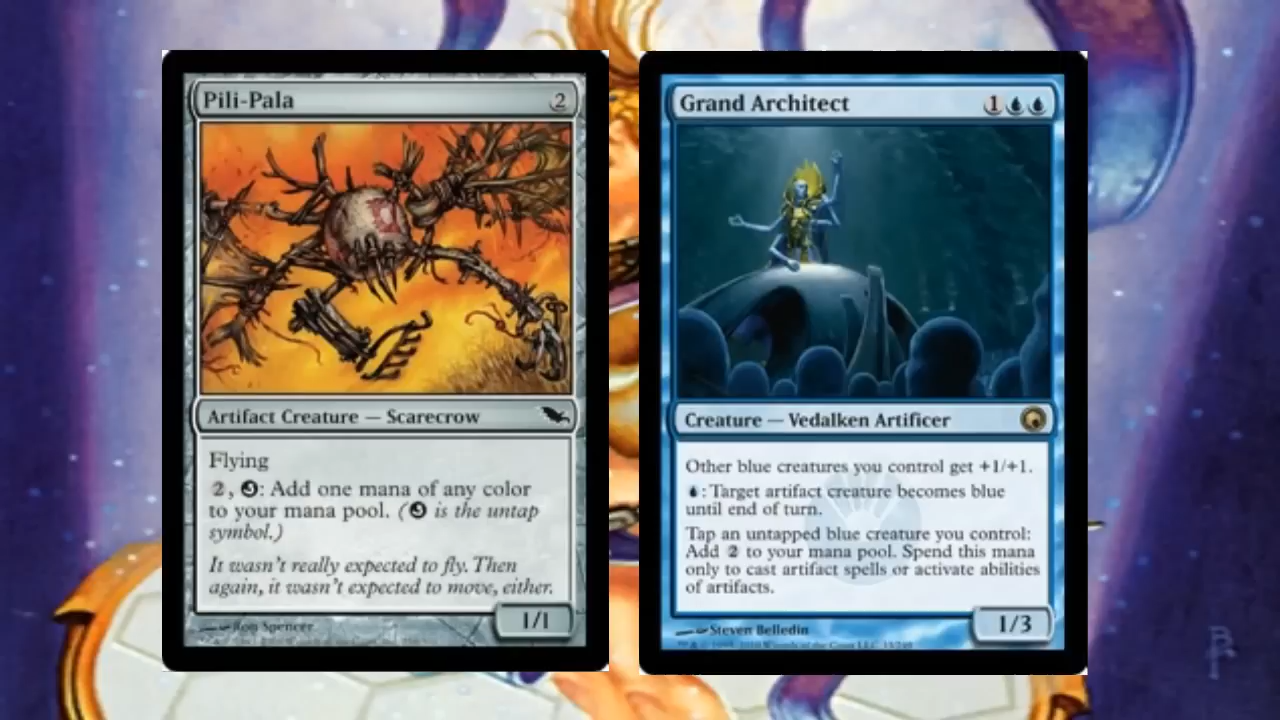 Pili-Pala 2
Artifact Creature — Scarecrow
Flying
2, : Add one mana of any color
to your mana pool. ( is the untap
symbol.)
It wasn't really expected to fly. Then
again, it wasn't expected to move, either.
1/1
Ron Spencer
Grand Architect 1
Creature — Vedalken Artificer
Other blue creatures you control get +1/+1.
: Target artifact creature becomes blue
until end of turn.
Tap an untapped blue creature you control:
Add 2 to your mana pool. Spend this mana
only to cast artifact spells or activate abilities
of artifacts.
1/3
Steven Belledin